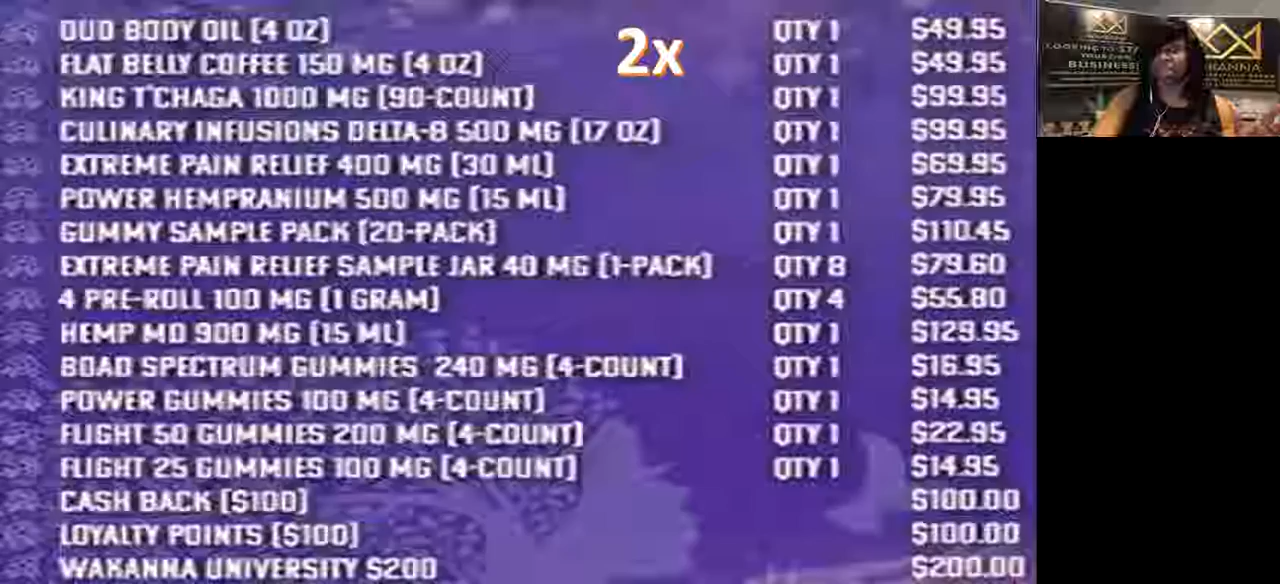 OUD BODY OIL [4 OZ] QTY 1 $49.95
2x
FLAT BELLY COFFEE 150 MG [4 OZ] QTY 1 $49.95
KING T'CHAGA 1000 MG [90-COUNT] QTY 1 $99.95
CULINARY INFUSIONS DELTA-8 500 MG [17 OZ] QTY 1 $99.95
EXTREME PAIN RELIEF 400 MG [30 ML] QTY 1 $69.95
POWER HEMPRANIUM 500 MG [15 ML] QTY 1 $79.95
GUMMY SAMPLE PACK [20-PACK] QTY 1 $110.45
EXTREME PAIN RELIEF SAMPLE JAR 40 MG [1-PACK] QTY 8 $79.60
4 PRE-ROLL 100 MG [1 GRAM] QTY 4 $55.80
HEMP MD 900 MG [15 ML] QTY 1 $129.95
BOAD SPECTRUM GUMMIES 240 MG [4-COUNT] QTY 1 $16.95
POWER GUMMIES 100 MG [4-COUNT] QTY 1 $14.95
FLIGHT 50 GUMMIES 200 MG [4-COUNT] QTY 1 $22.95
FLIGHT 25 GUMMIES 100 MG [4-COUNT] QTY 1 $14.95
CASH BACK [$100] $100.00
LOYALTY POINTS [$100] $100.00
WAKANNA UNIVERSITY $200 $200.00
LOOKING TO
BUSINESS